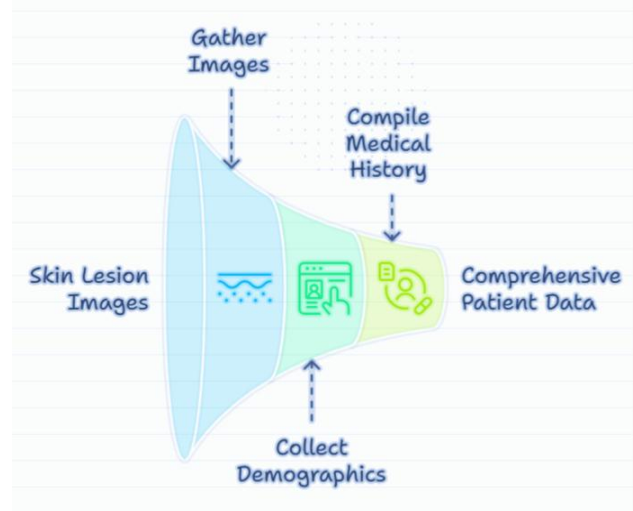 Gather
Images
Compile
Medical
History
Skin Lesion
Images
Comprehensive
Patient Data
Collect
Demographics